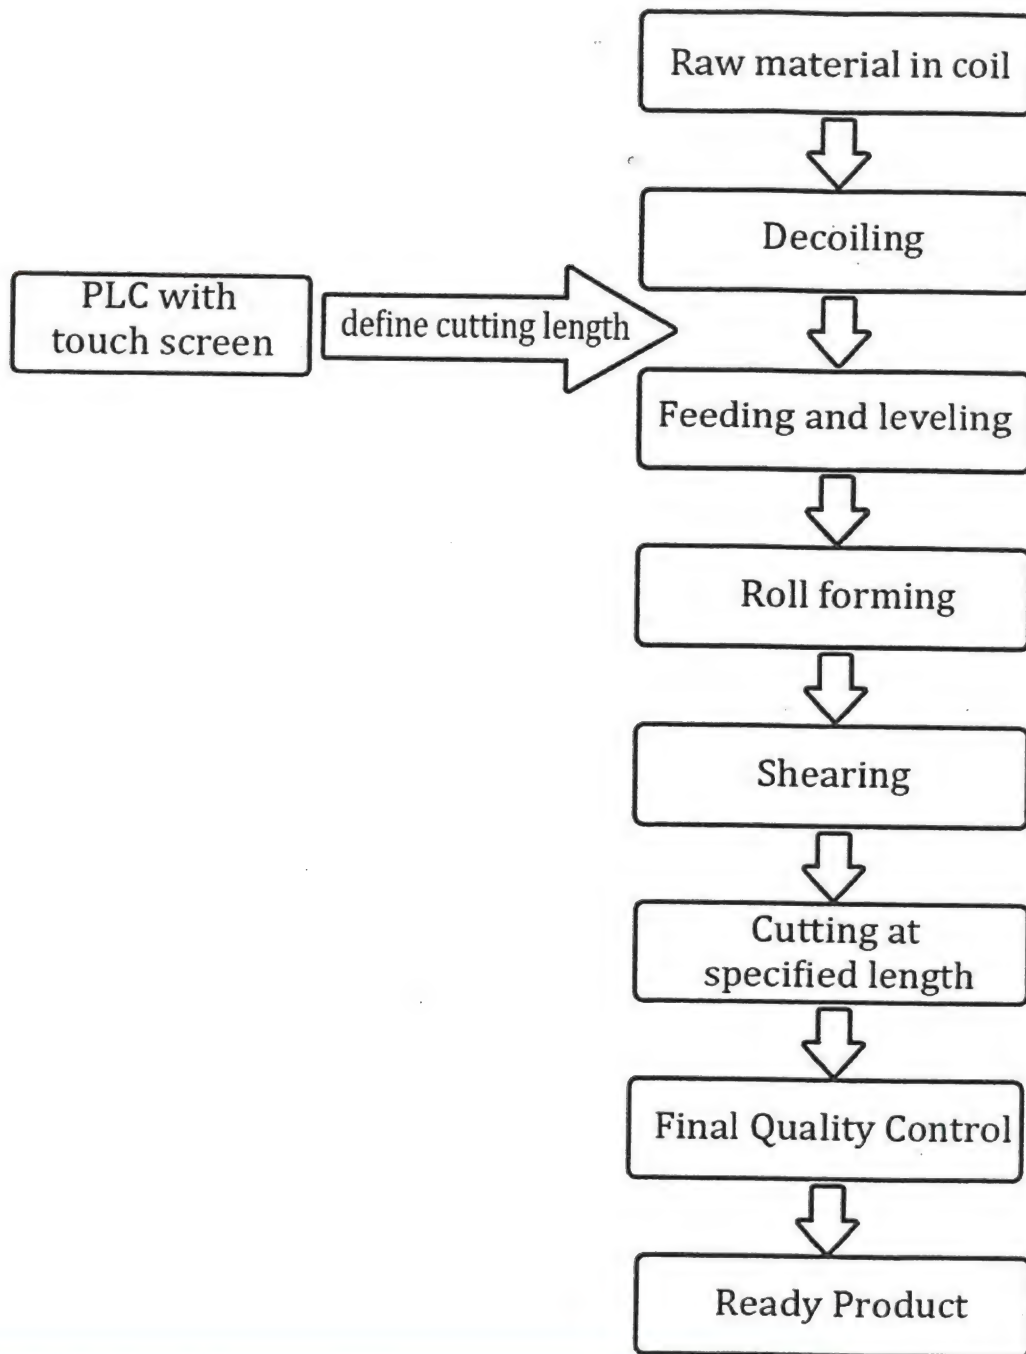 Raw material in coil
Decoiling
PLC with
touch screen
define cutting length
Feeding and leveling
Roll forming
Shearing
Cutting at
specified length
Final Quality Control
Ready Product